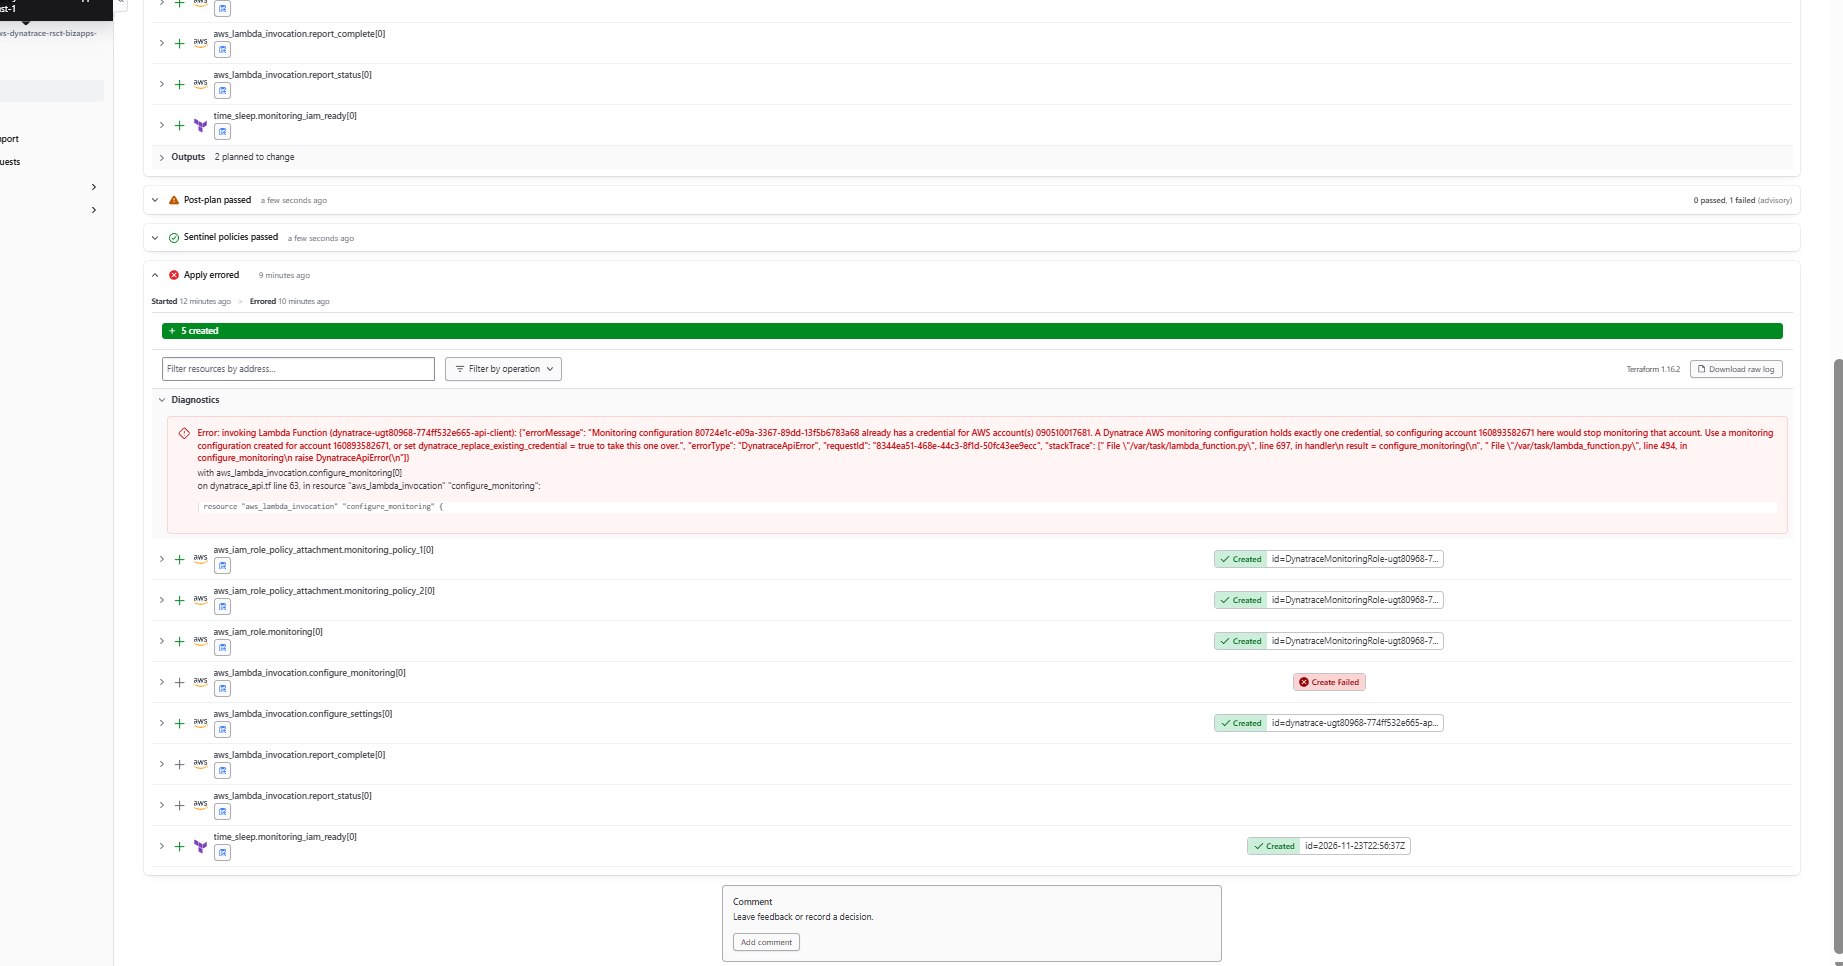 st-1
vs-dynatrace-rsct-bizapps-
mport
uests
aws
aws_lambda_invocation.report_complete[0]
aws
aws_lambda_invocation.report_status[0]
aws
time_sleep.monitoring_iam_ready[0]
Outputs 2 planned to change
Post-plan passed a few seconds ago 0 passed, 1 failed (advisory)
Sentinel policies passed a few seconds ago
Apply errored 9 minutes ago
Started 12 minutes ago > Errored 10 minutes ago
+ 5 created
Filter resources by address... Filter by operation Terraform 1.16.2 Download raw log
Diagnostics
Error: invoking Lambda Function (dynatrace-ugt80968-774ff532e665-api-client): {"errorMessage": "Monitoring configuration 80724e1c-e09a-3367-89dd-13f5b6783a68 already has a credential for AWS account(s) 090510017681. A Dynatrace AWS monitoring configuration holds exactly one credential, so configuring account 160893582671 here would stop monitoring that account. Use a monitoring
configuration created for account 160893582671, or set dynatrace_replace_existing_credential = true to take this one over.", "errorType": "DynatraceApiError", "requestId": "8344ea51-468e-44c3-8f1d-50fc43ee9ecc", "stackTrace": [" File \"/var/task/lambda_function.py\", line 697, in handler\n result = configure_monitoring(\n", " File \"/var/task/lambda_function.py\", line 494, in
configure_monitoring\n raise DynatraceApiError(\n"]}
with aws_lambda_invocation.configure_monitoring[0]
on dynatrace_api.tf line 63, in resource "aws_lambda_invocation" "configure_monitoring":
resource "aws_lambda_invocation" "configure_monitoring" {
aws_iam_role_policy_attachment.monitoring_policy_1[0]
aws Created id=DynatraceMonitoringRole-ugt80968-7...
aws_iam_role_policy_attachment.monitoring_policy_2[0]
aws Created id=DynatraceMonitoringRole-ugt80968-7...
aws_iam_role.monitoring[0]
aws Created id=DynatraceMonitoringRole-ugt80968-7...
aws_lambda_invocation.configure_monitoring[0]
aws Create Failed
aws_lambda_invocation.configure_settings[0]
aws Created id=dynatrace-ugt80968-774ff532e665-ap...
aws_lambda_invocation.report_complete[0]
aws
aws_lambda_invocation.report_status[0]
aws
time_sleep.monitoring_iam_ready[0]
Created id=2026-11-23T22:56:37Z
Comment
Leave feedback or record a decision.
Add comment